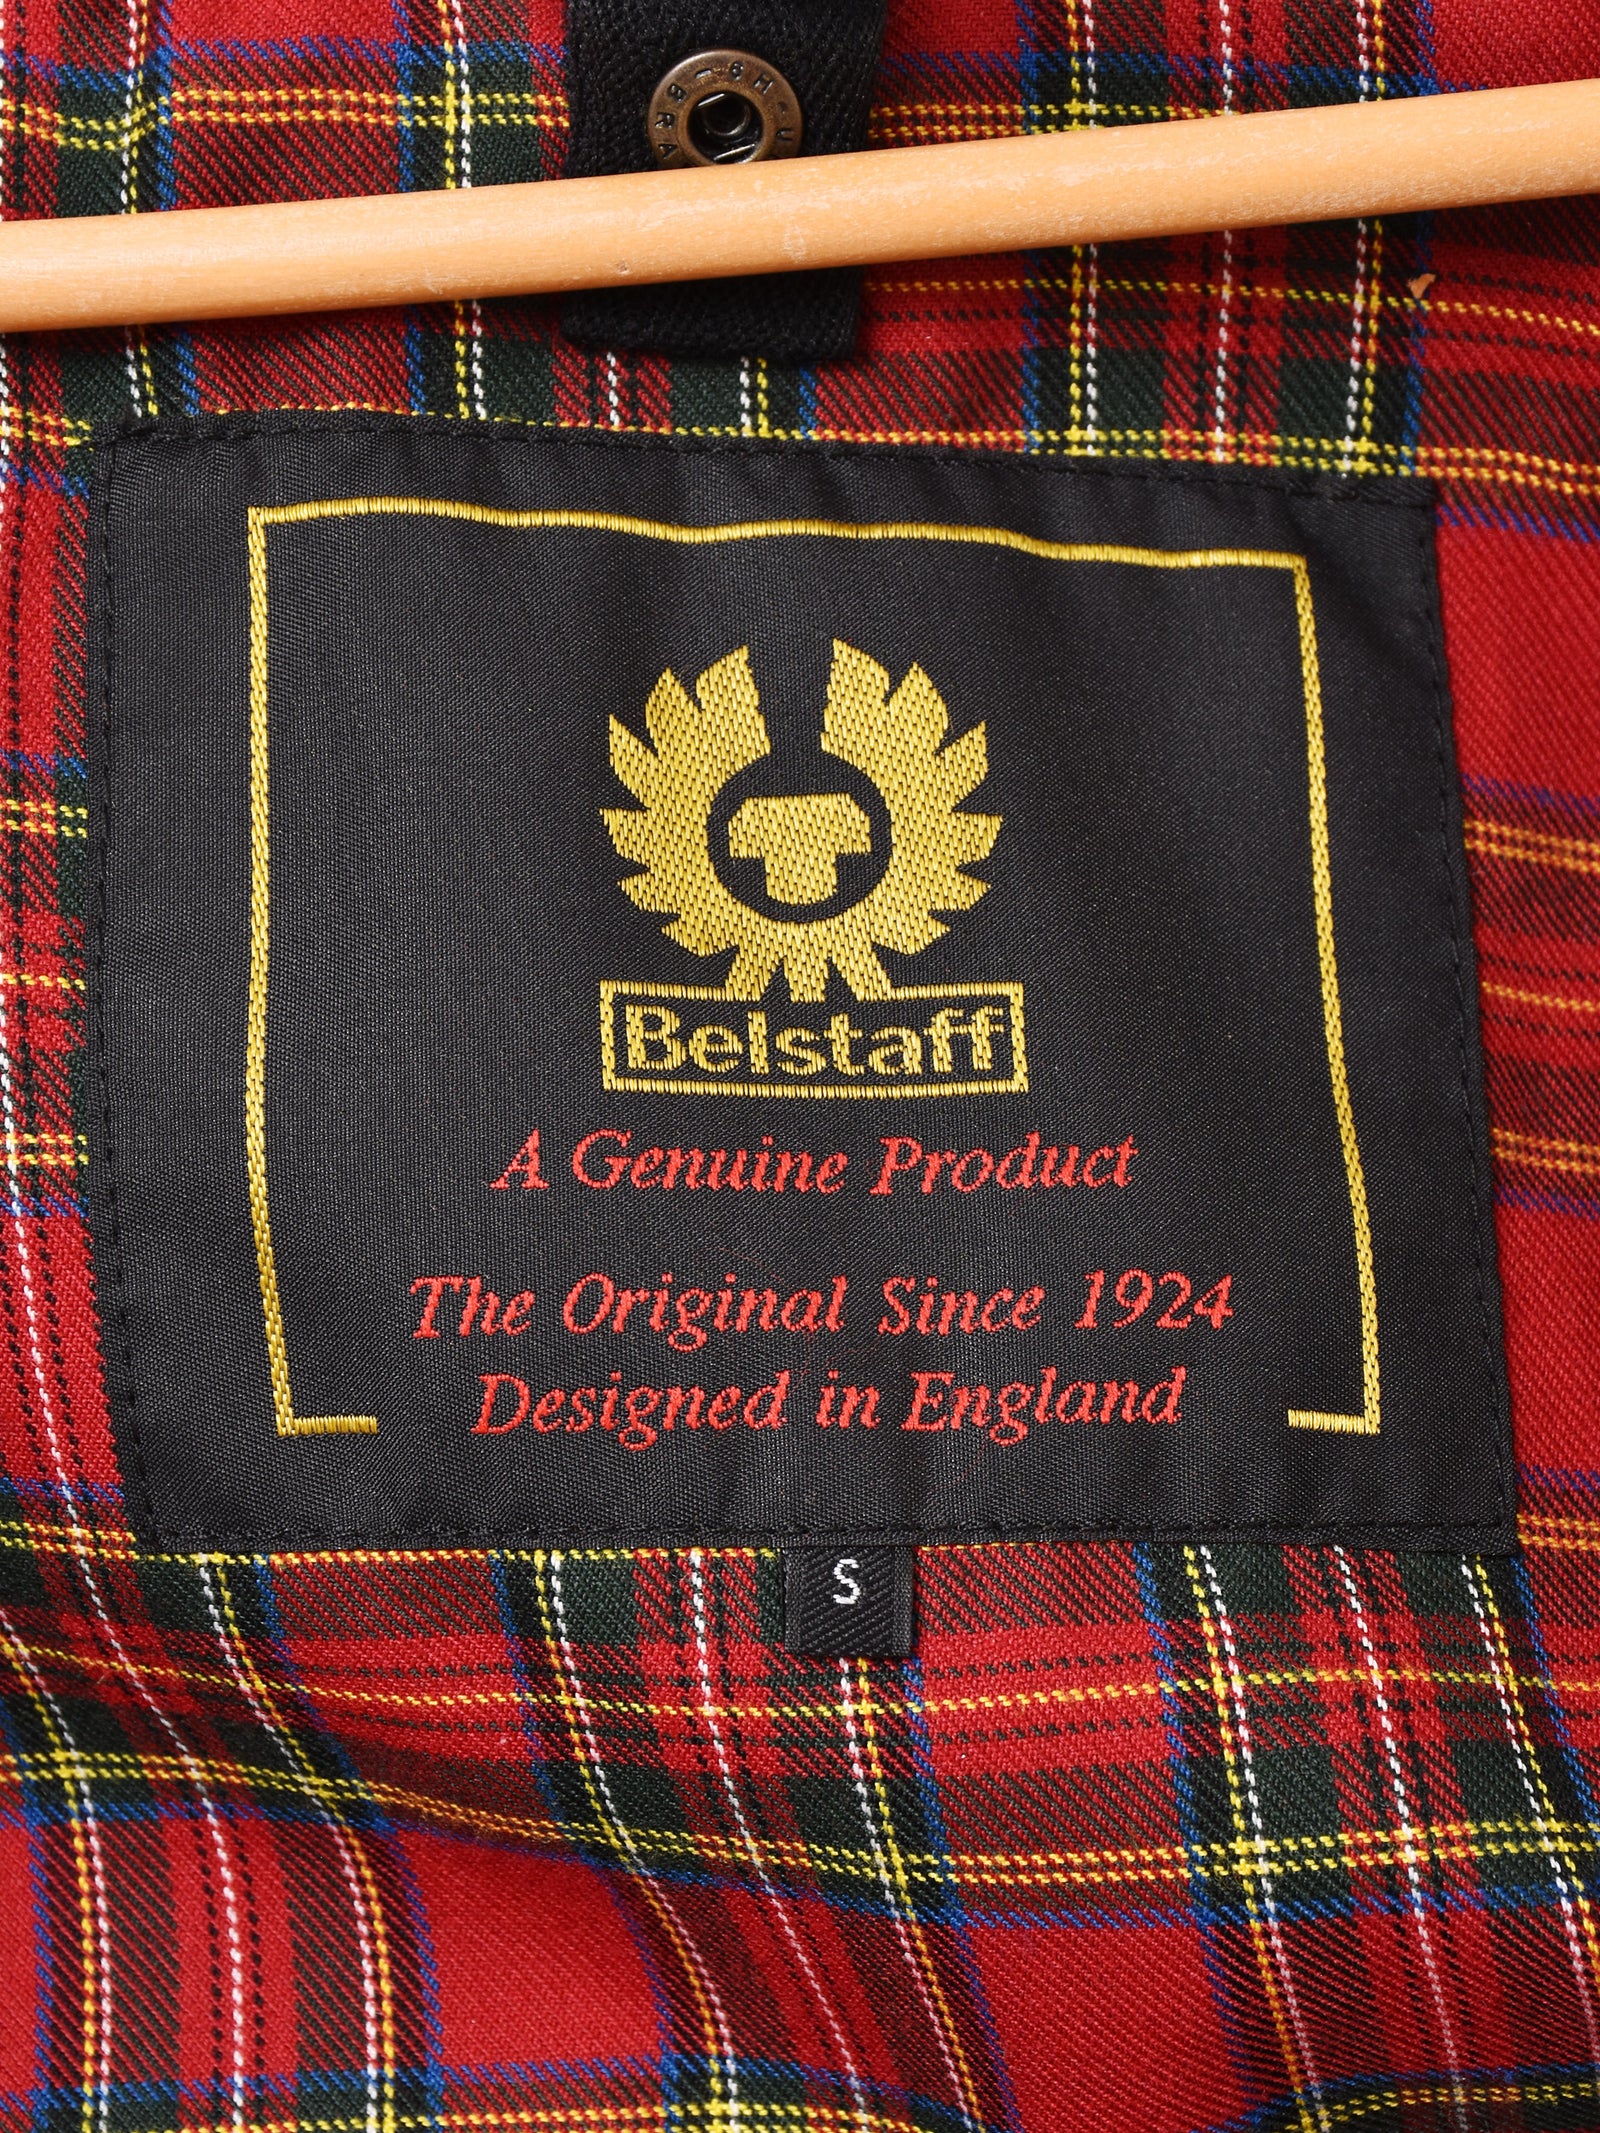 Belstaff
A Genuine Product
The Original Since 1924
Designed in England
S